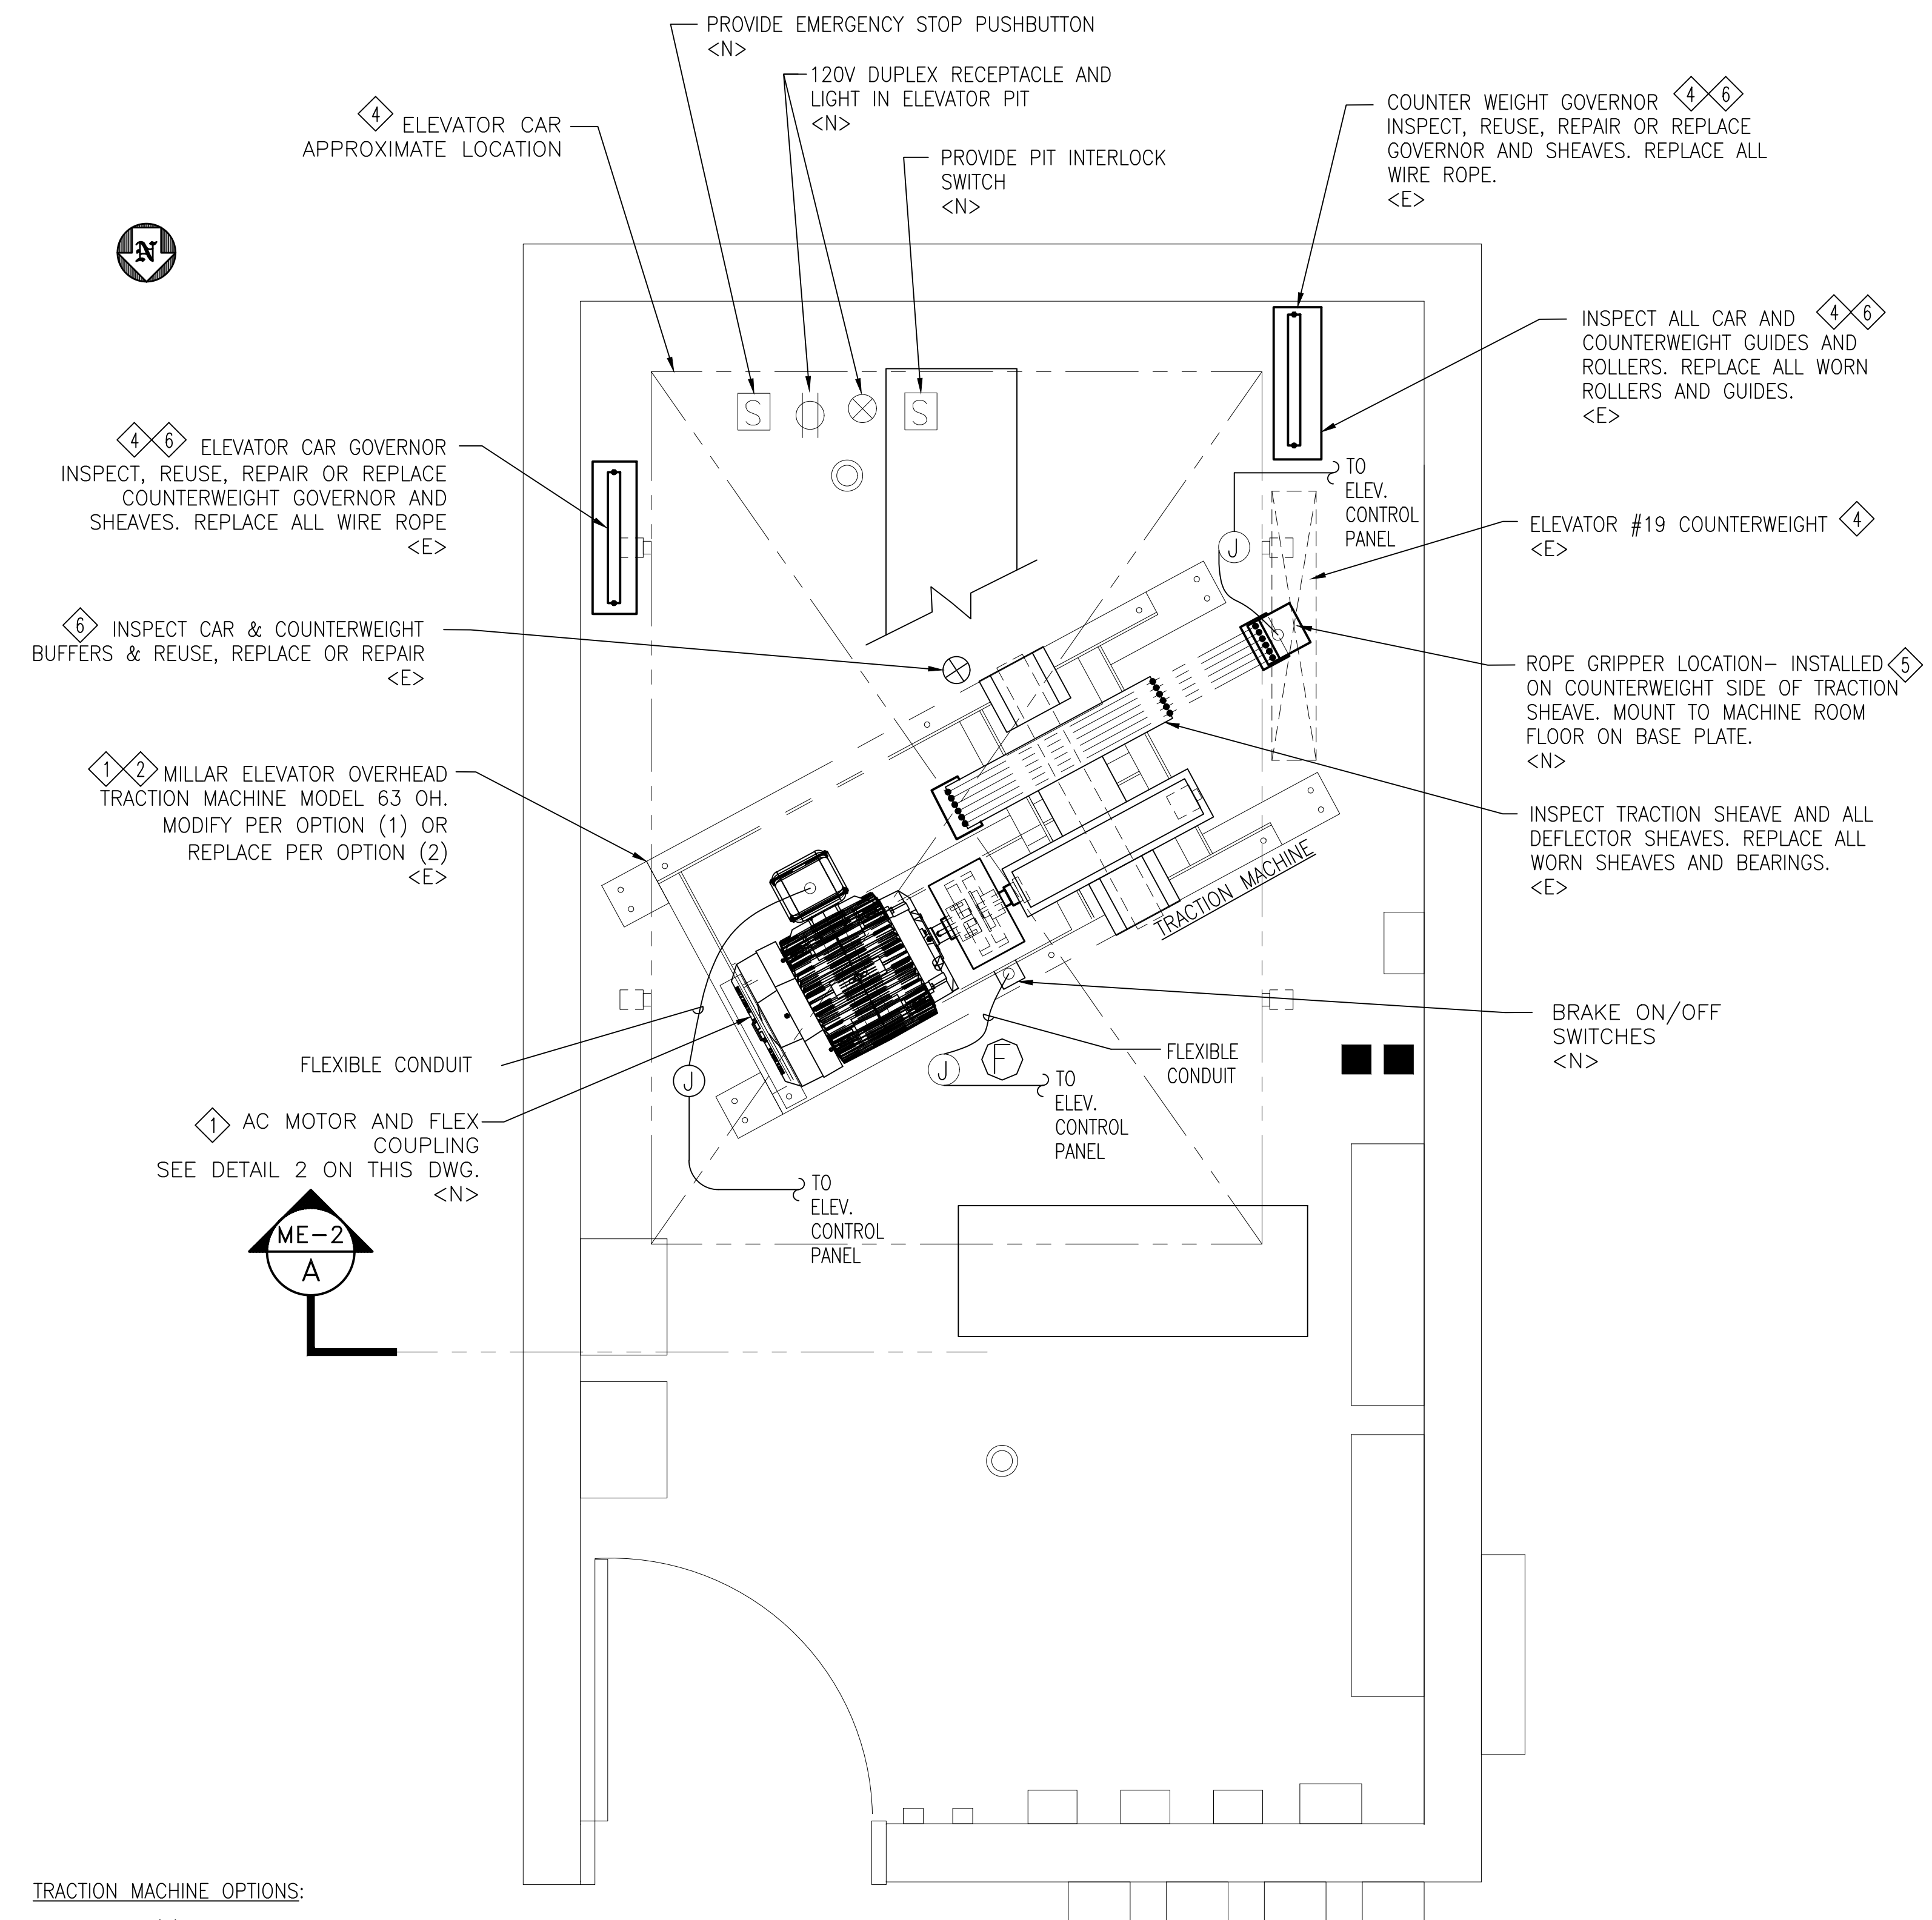 PROVIDE EMERGENCY STOP PUSHBUTTON
<N>
120V DUPLEX RECEPTACLE AND
LIGHT IN ELEVATOR PIT
<N>
4 ELEVATOR CAR
APPROXIMATE LOCATION
PROVIDE PIT INTERLOCK
SWITCH
<N>
COUNTER WEIGHT GOVERNOR 4 6
INSPECT, REUSE, REPAIR OR REPLACE
GOVERNOR AND SHEAVES. REPLACE ALL
WIRE ROPE.
<E>
N
INSPECT ALL CAR AND 4 6
COUNTERWEIGHT GUIDES AND
ROLLERS. REPLACE ALL WORN
ROLLERS AND GUIDES.
<E>
S
S
4 6 ELEVATOR CAR GOVERNOR
INSPECT, REUSE, REPAIR OR REPLACE
COUNTERWEIGHT GOVERNOR AND
SHEAVES. REPLACE ALL WIRE ROPE
<E>
TO
ELEV.
CONTROL
PANEL
J
ELEVATOR #19 COUNTERWEIGHT 4
<E>
6 INSPECT CAR & COUNTERWEIGHT
BUFFERS & REUSE, REPLACE OR REPAIR
<E>
ROPE GRIPPER LOCATION- INSTALLED 5
ON COUNTERWEIGHT SIDE OF TRACTION
SHEAVE. MOUNT TO MACHINE ROOM
FLOOR ON BASE PLATE.
<N>
1 2 MILLAR ELEVATOR OVERHEAD
TRACTION MACHINE MODEL 63 OH.
MODIFY PER OPTION (1) OR
REPLACE PER OPTION (2)
<E>
INSPECT TRACTION SHEAVE AND ALL
DEFLECTOR SHEAVES. REPLACE ALL
WORN SHEAVES AND BEARINGS.
<E>
TRACTION MACHINE
BRAKE ON/OFF
SWITCHES
<N>
FLEXIBLE CONDUIT
J
J
F
FLEXIBLE
CONDUIT
TO
ELEV.
CONTROL
PANEL
1 AC MOTOR AND FLEX
COUPLING
SEE DETAIL 2 ON THIS DWG.
<N>
TO
ELEV.
CONTROL
PANEL
ME-2
A
TRACTION MACHINE OPTIONS: